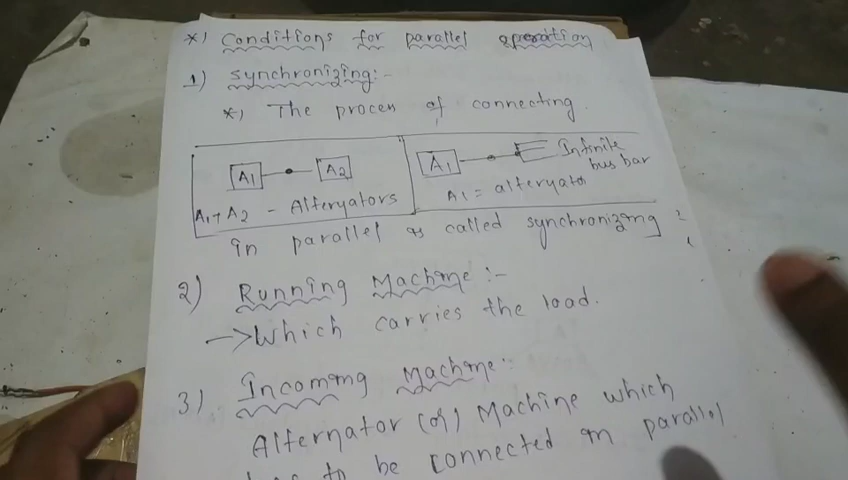 *) Conditions for parallel operation
1) Synchronizing:-
*) The process of connecting
A1 A2
A1, A2 - Alternators
A1 Infinite
bus bar
A1 = alternator
in parallel is called synchronizing
2) Running Machine :-
-> Which carries the load.
3) Incoming Machine:-
Alternator (or) Machine which
to be connected in parallel